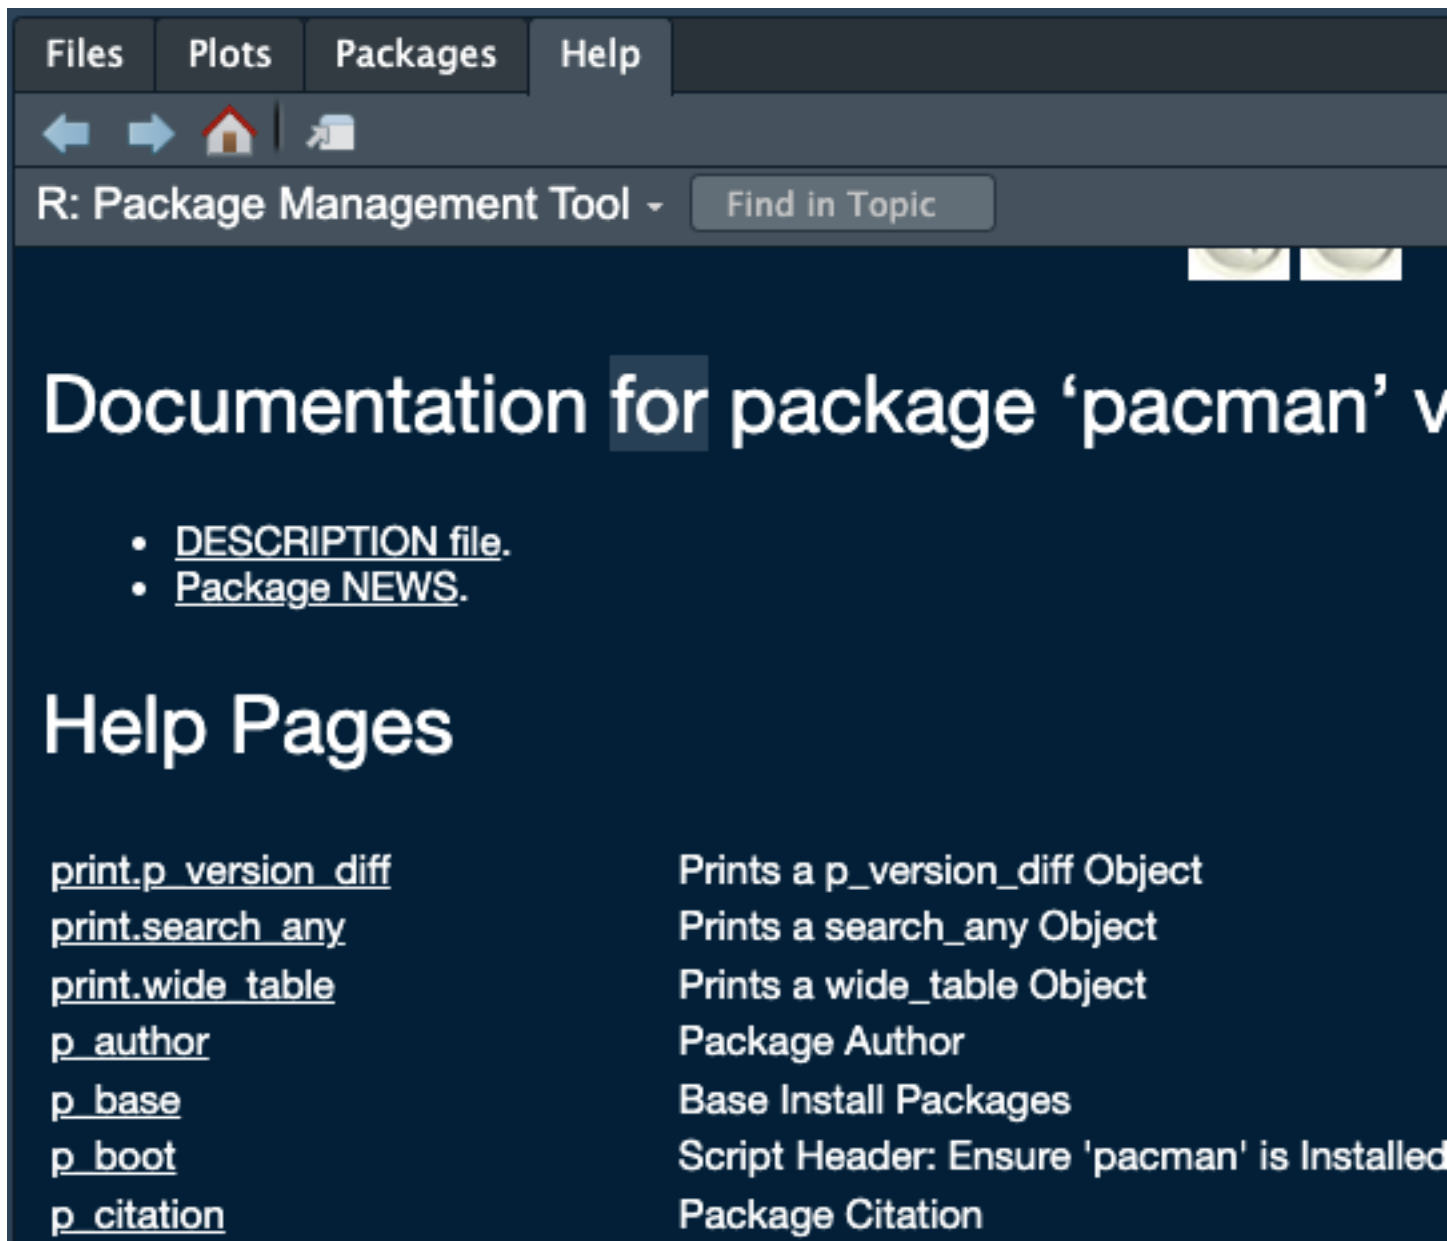 Files Plots Packages Help
R: Package Management Tool Find in Topic
Documentation for package ‘pacman’ v
• DESCRIPTION file.
• Package NEWS.
Help Pages
print.p_version_diff Prints a p_version_diff Object
print.search_any Prints a search_any Object
print.wide_table Prints a wide_table Object
p_author Package Author
p_base Base Install Packages
p_boot Script Header: Ensure 'pacman' is Installed
p_citation Package Citation